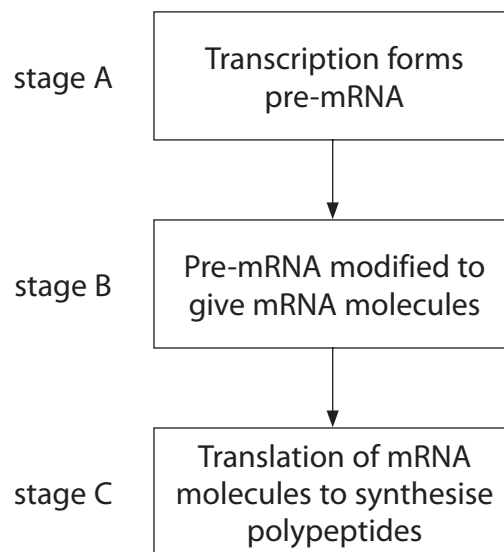 stage A
Transcription forms
pre-mRNA
stage B
Pre-mRNA modified to
give mRNA molecules
stage C
Translation of mRNA
molecules to synthesise
polypeptides